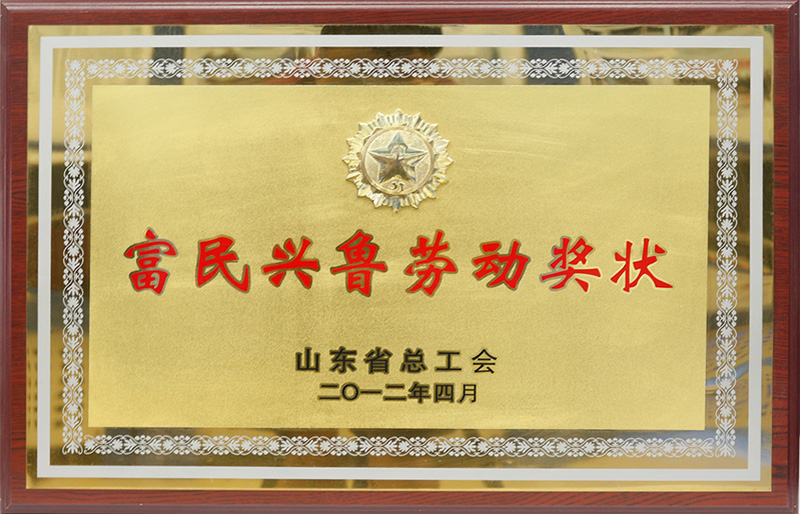 富民兴鲁劳动奖状
山东省总工会
二〇一二年四月